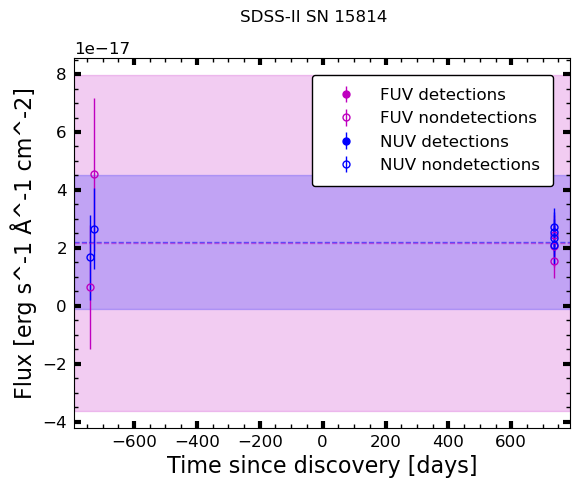 SDSS-II SN 15814
1e−17
8
6
4
2
0
−2
−4
Flux [erg s^-1 Å^-1 cm^-2]
FUV detections
FUV nondetections
NUV detections
NUV nondetections
−600 −400 −200 0 200 400 600
Time since discovery [days]